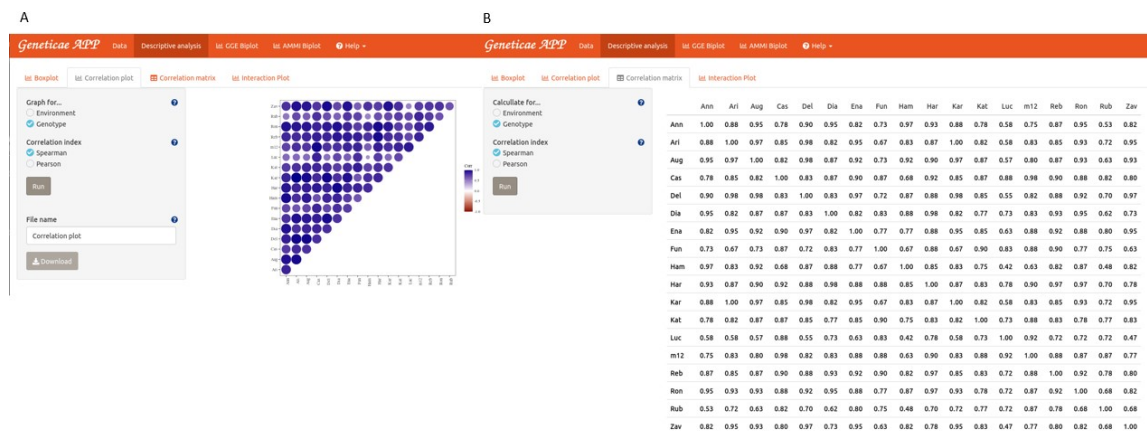 A
B
Geneticae APP Data Descriptive analysis GGE Biplot AMMI Biplot Help
Boxplot Correlation plot Correlation matrix Interaction Plot
Graph for...
Environment
Genotype
Correlation index
Spearman
Pearson
Run
File name
Correlation plot
Download
Geneticae APP Data Descriptive analysis GGE Biplot AMMI Biplot Help
Boxplot Correlation plot Correlation matrix Interaction Plot
Calcullate for...
Environment
Genotype
Correlation index
Spearman
Pearson
Run
Ann Ari Aug Cas Del Dia Ena Fun Ham Har Kar Kat Luc m12 Reb Ron Rub Zav
Ann 1.00 0.88 0.95 0.78 0.90 0.95 0.82 0.73 0.97 0.93 0.88 0.78 0.58 0.75 0.87 0.95 0.53 0.82
Ari 0.88 1.00 0.97 0.85 0.98 0.82 0.95 0.67 0.83 0.87 1.00 0.82 0.58 0.83 0.85 0.93 0.72 0.95
Aug 0.95 0.97 1.00 0.82 0.98 0.87 0.92 0.73 0.92 0.90 0.97 0.87 0.57 0.80 0.87 0.93 0.63 0.93
Cas 0.78 0.85 0.82 1.00 0.83 0.87 0.90 0.87 0.68 0.92 0.85 0.87 0.88 0.98 0.90 0.88 0.82 0.80
Del 0.90 0.98 0.98 0.83 1.00 0.83 0.97 0.72 0.87 0.88 0.98 0.85 0.55 0.82 0.88 0.92 0.70 0.97
Dia 0.95 0.82 0.87 0.87 0.83 1.00 0.82 0.83 0.88 0.98 0.82 0.77 0.73 0.83 0.93 0.95 0.62 0.73
Ena 0.82 0.95 0.92 0.90 0.97 0.82 1.00 0.77 0.77 0.88 0.95 0.85 0.63 0.88 0.92 0.88 0.80 0.95
Fun 0.73 0.67 0.73 0.87 0.72 0.83 0.77 1.00 0.67 0.88 0.67 0.90 0.83 0.88 0.90 0.77 0.75 0.63
Ham 0.97 0.83 0.92 0.68 0.87 0.88 0.77 0.67 1.00 0.85 0.83 0.75 0.42 0.63 0.82 0.87 0.48 0.82
Har 0.93 0.87 0.90 0.92 0.88 0.98 0.88 0.88 0.85 1.00 0.87 0.83 0.78 0.90 0.97 0.97 0.70 0.78
Kar 0.88 1.00 0.97 0.85 0.98 0.82 0.95 0.67 0.83 0.87 1.00 0.82 0.58 0.83 0.85 0.93 0.72 0.95
Kat 0.78 0.82 0.87 0.87 0.85 0.77 0.85 0.90 0.75 0.83 0.82 1.00 0.73 0.88 0.83 0.78 0.77 0.83
Luc 0.58 0.58 0.57 0.88 0.55 0.73 0.63 0.83 0.42 0.78 0.58 0.73 1.00 0.92 0.72 0.72 0.72 0.47
m12 0.75 0.83 0.80 0.98 0.82 0.83 0.88 0.88 0.63 0.90 0.83 0.88 0.92 1.00 0.88 0.87 0.87 0.77
Reb 0.87 0.85 0.87 0.90 0.88 0.93 0.92 0.90 0.82 0.97 0.85 0.83 0.72 0.88 1.00 0.92 0.78 0.80
Ron 0.95 0.93 0.93 0.88 0.92 0.95 0.88 0.77 0.87 0.97 0.93 0.78 0.72 0.87 0.92 1.00 0.68 0.82
Rub 0.53 0.72 0.63 0.82 0.70 0.62 0.80 0.75 0.48 0.70 0.72 0.77 0.72 0.87 0.78 0.68 1.00 0.68
Zav 0.82 0.95 0.93 0.80 0.97 0.73 0.95 0.63 0.82 0.78 0.95 0.83 0.47 0.77 0.80 0.82 0.68 1.00